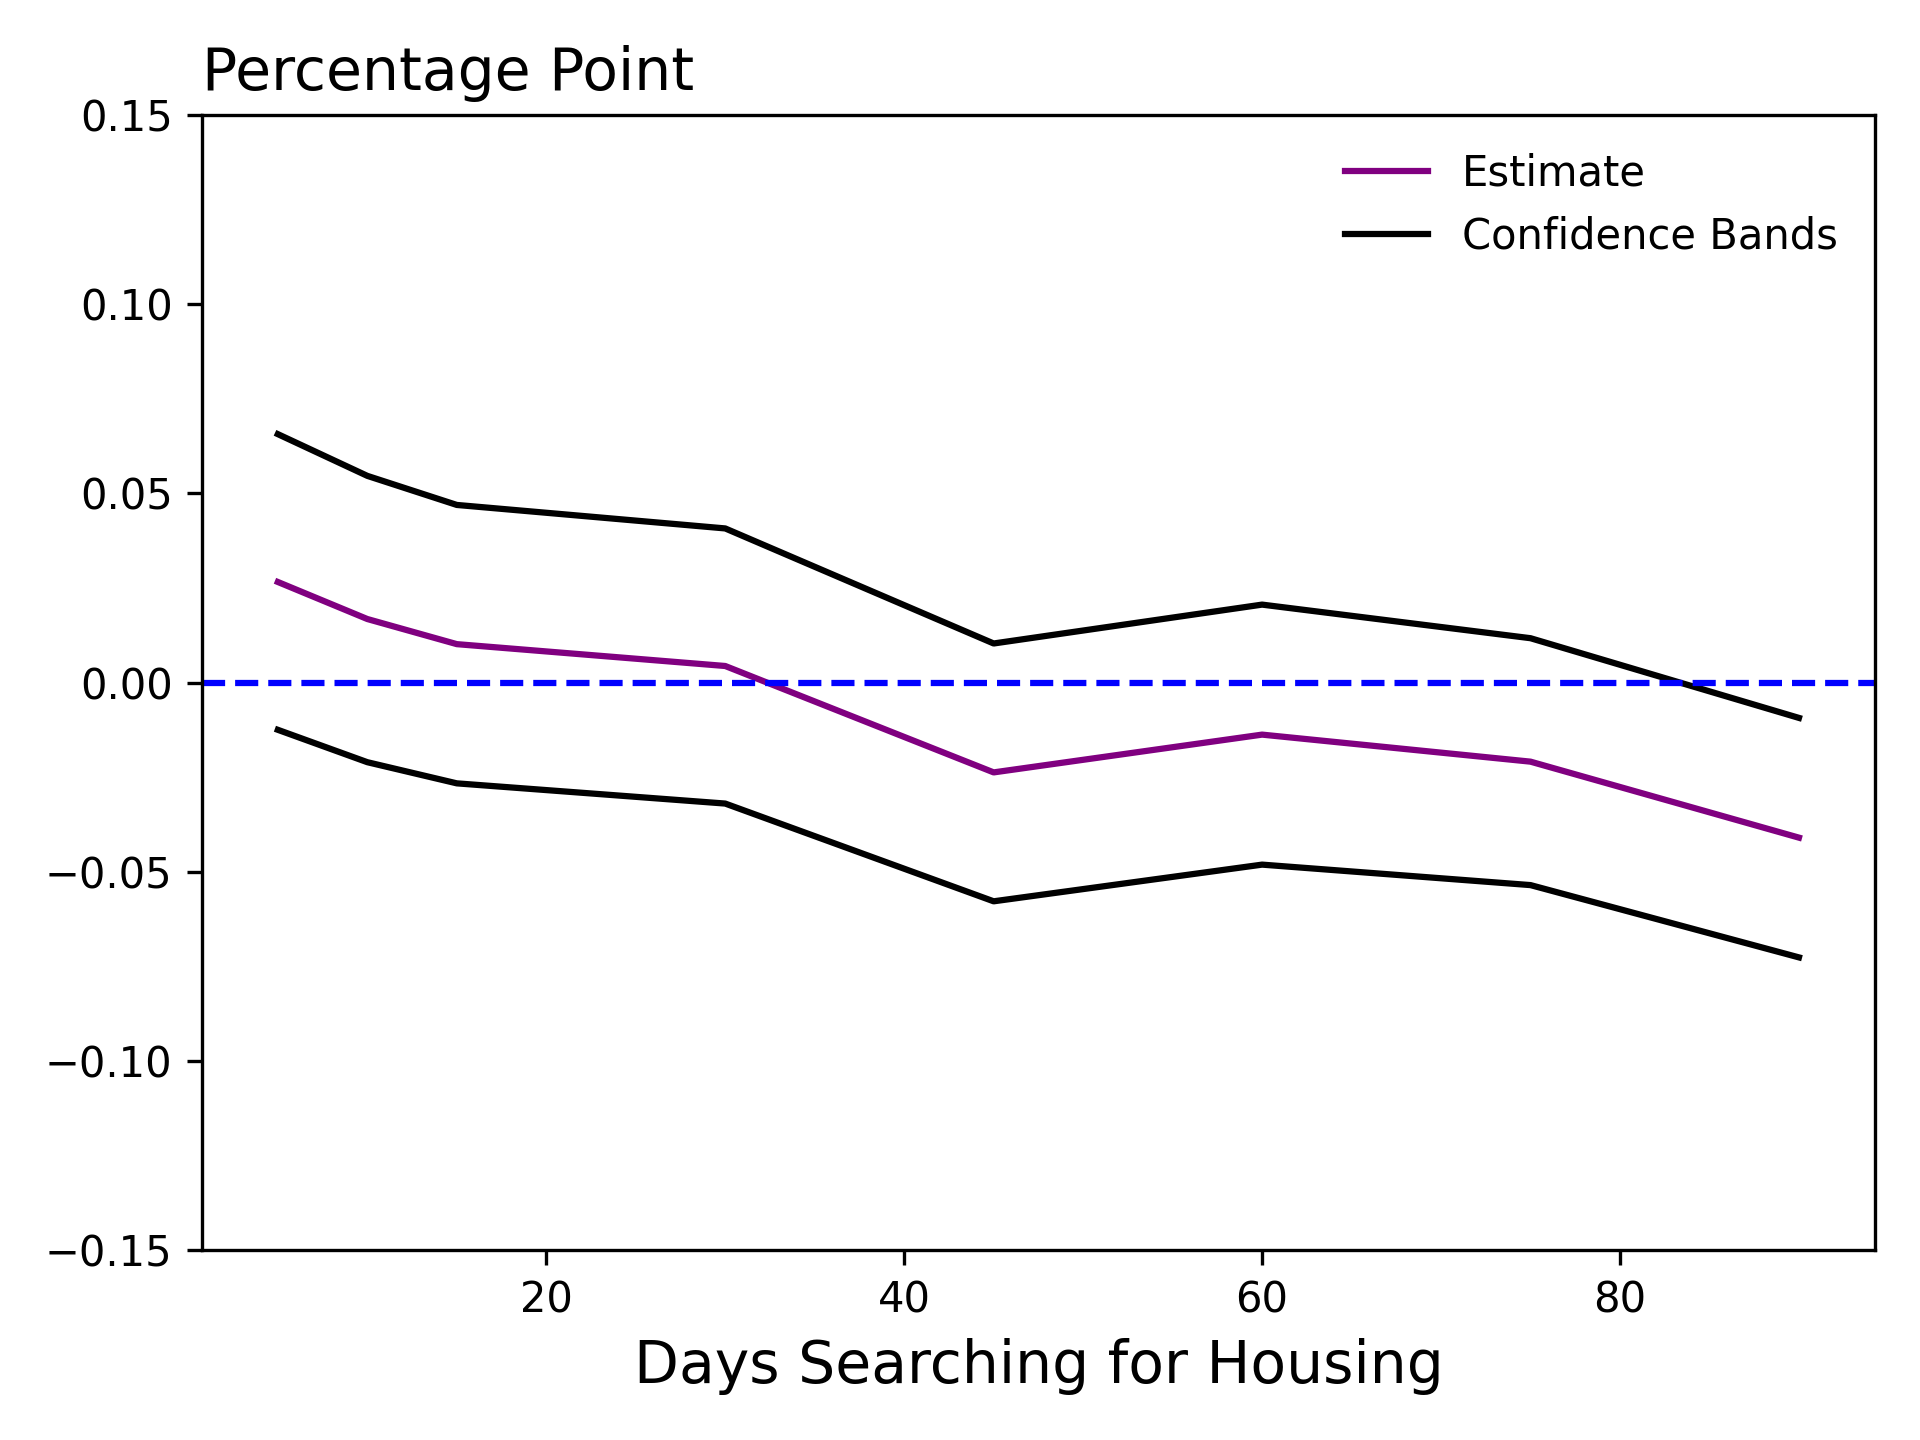 Percentage Point
0.15
0.10
0.05
0.00
−0.05
−0.10
−0.15
Estimate
Confidence Bands
20 40 60 80
Days Searching for Housing